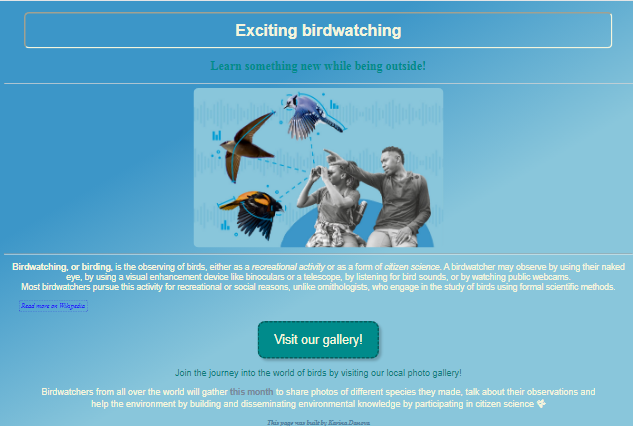 Exciting birdwatching
Learn something new while being outside!
Birdwatching, or birding, is the observing of birds, either as a recreational activity or as a form of citizen science. A birdwatcher may observe by using their naked
eye, by using a visual enhancement device like binoculars or a telescope, by listening for bird sounds, or by watching public webcams.
Most birdwatchers pursue this activity for recreational or social reasons, unlike ornithologists, who engage in the study of birds using formal scientific methods.
Read more on Wikipedia
Visit our gallery!
Join the journey into the world of birds by visiting our local photo gallery!
Birdwatchers from all over the world will gather this month to share photos of different species they made, talk about their observations and
help the environment by building and disseminating environmental knowledge by participating in citizen science
This page was built by Karina